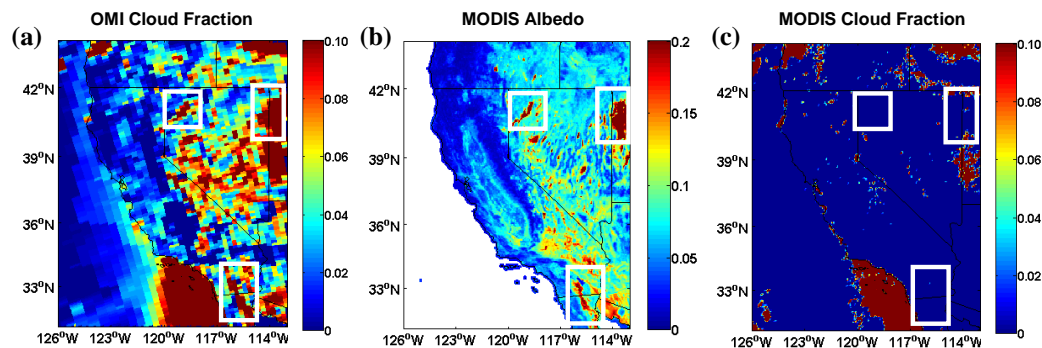 OMI Cloud Fraction
MODIS Albedo
MODIS Cloud Fraction
(a)
(b)
(c)
42°N
39°N
36°N
33°N
126°W 123°W 120°W 117°W 114°W
0.10
0.08
0.06
0.04
0.02
0
42°N
39°N
36°N
33°N
126°W 123°W 120°W 117°W 114°W
0.2
0.15
0.1
0.05
0
42°N
39°N
36°N
33°N
126°W 123°W 120°W 117°W 114°W
0.10
0.08
0.06
0.04
0.02
0